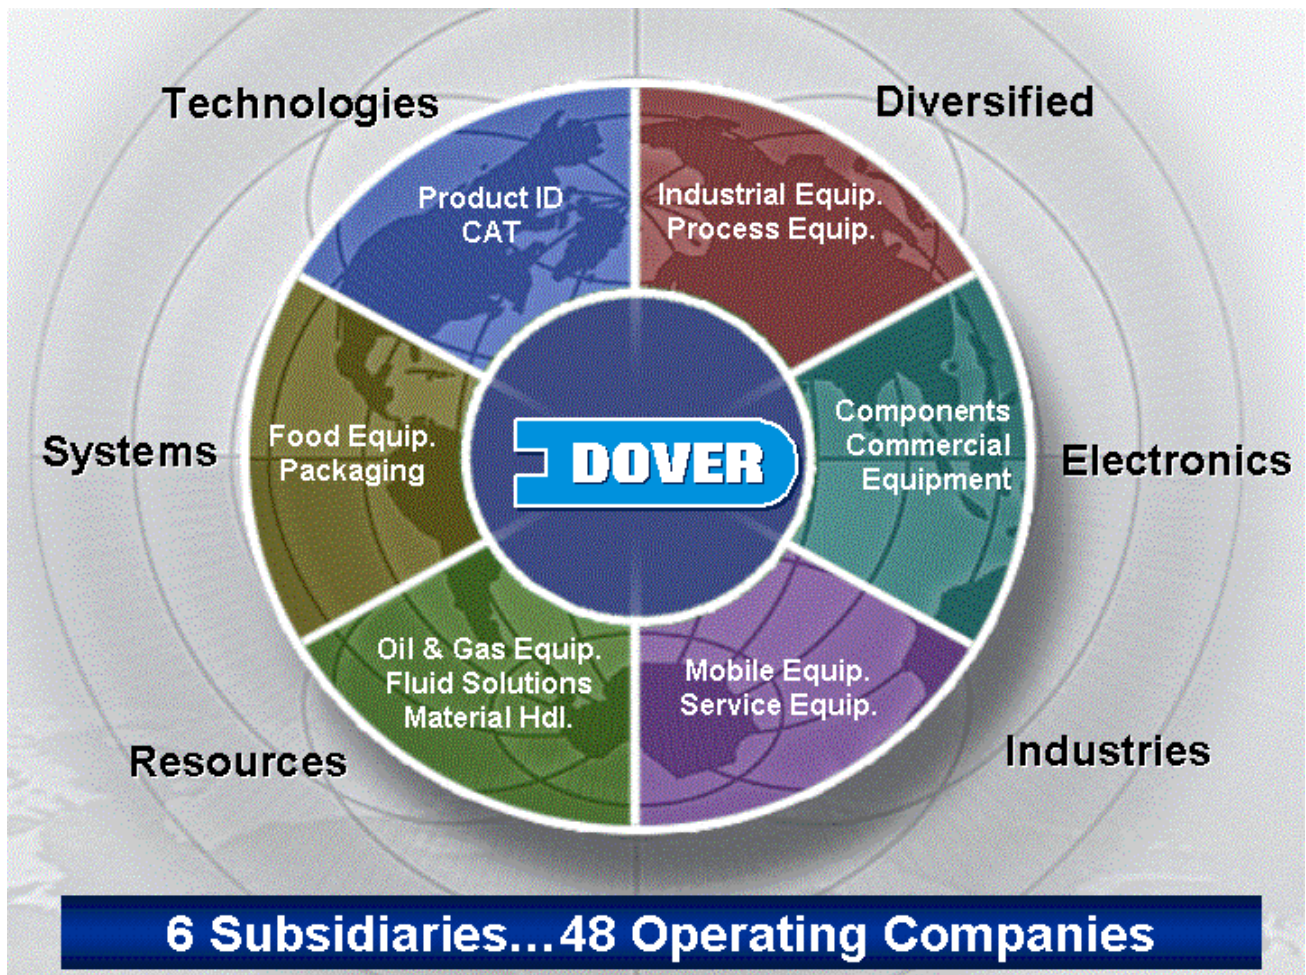 Technologies
Diversified
Product ID
CAT
Industrial Equip.
Process Equip.
Systems
Food Equip.
Packaging
DOVER
Components
Commercial
Equipment
Electronics
Oil & Gas Equip.
Fluid Solutions
Material Hdl.
Mobile Equip.
Service Equip.
Resources
Industries
6 Subsidiaries...48 Operating Companies